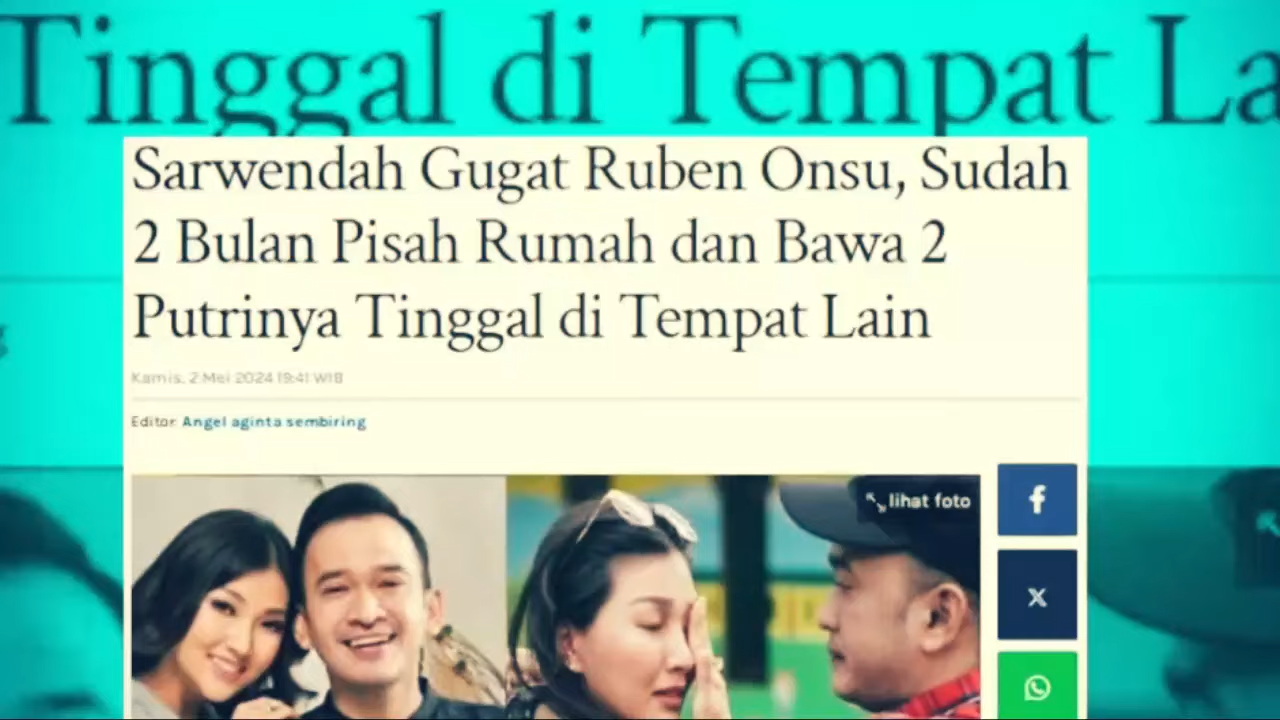 Tinggal di Tempat La
Sarwendah Gugat Ruben Onsu, Sudah
2 Bulan Pisah Rumah dan Bawa 2
Putrinya Tinggal di Tempat Lain
Kamis, 2 Mei 2024 19:41 WIB
Editor: Angel aginta sembiring
lihat foto